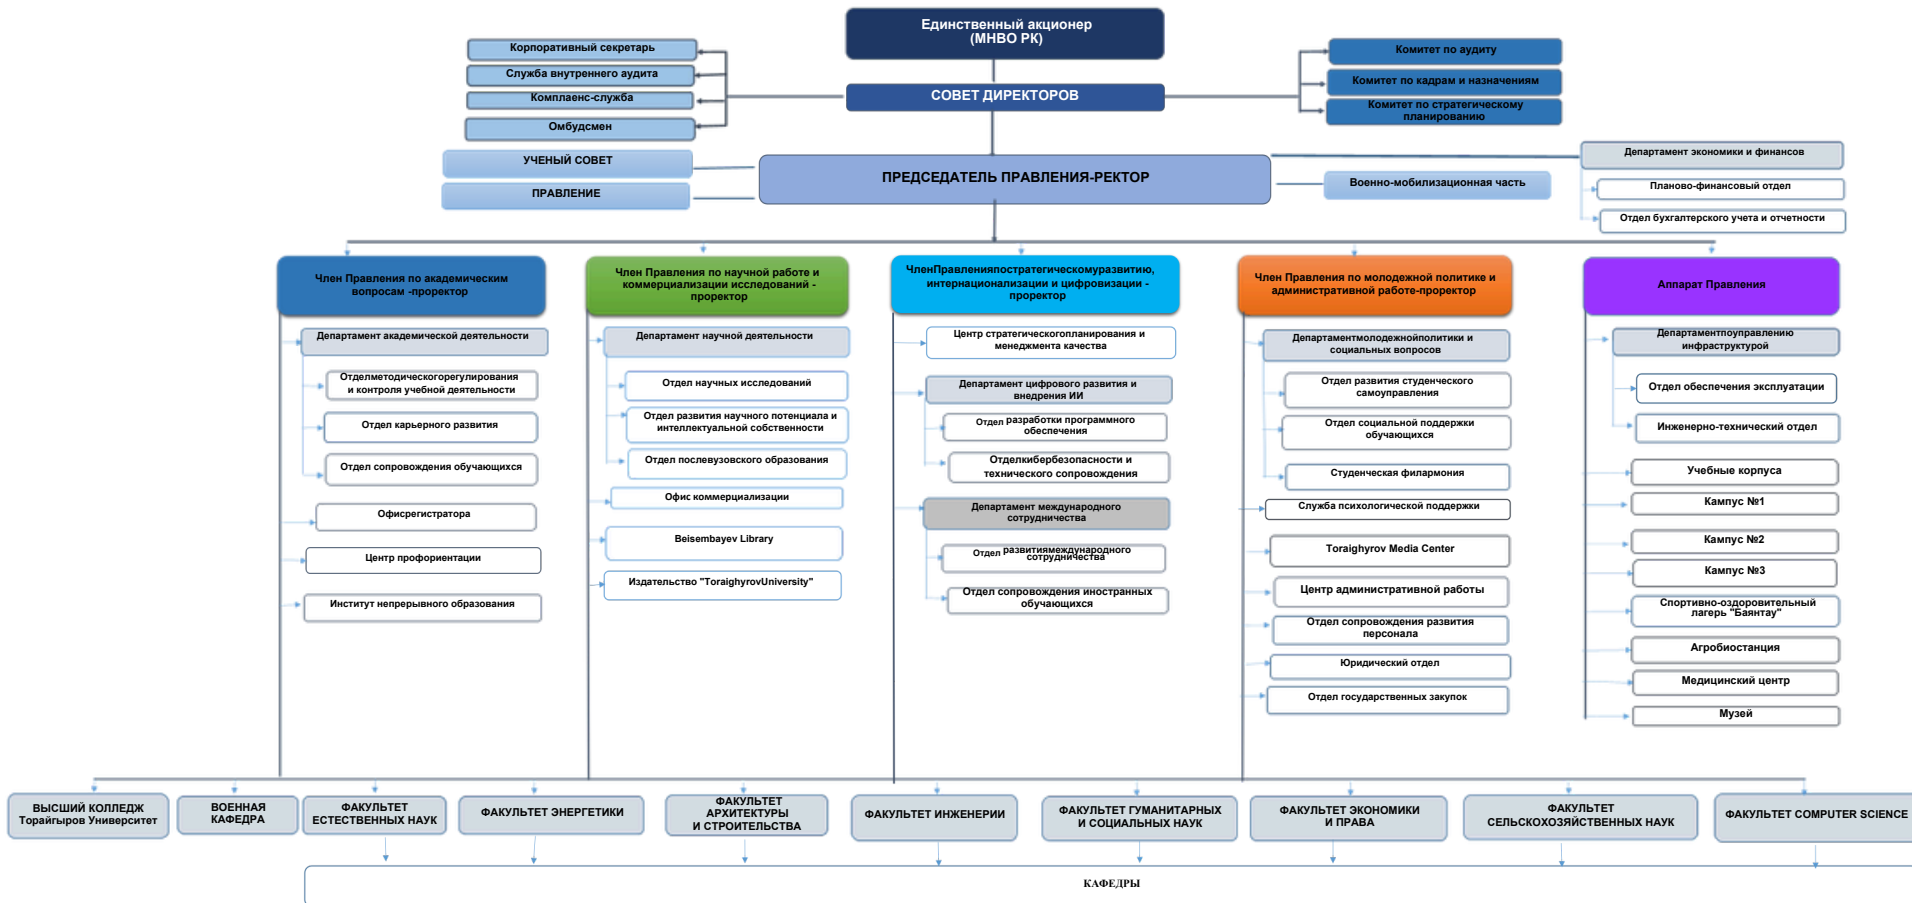 Единственный акционер
(МНВО РК)
Корпоративный секретарь
Служба внутреннего аудита
Комплаенс-служба
Омбудсмен
СОВЕТ ДИРЕКТОРОВ
Комитет по аудиту
Комитет по кадрам и назначениям
Комитет по стратегическому
планированию
УЧЕНЫЙ СОВЕТ
ПРАВЛЕНИЕ
ПРЕДСЕДАТЕЛЬ ПРАВЛЕНИЯ-РЕКТОР
Военно-мобилизационная часть
Департамент экономики и финансов
Планово-финансовый отдел
Отдел бухгалтерского учета и отчетности
Член Правления по академическим
вопросам -проректор
Департамент академической деятельности
Отделметодическогорегулирования
и контроля учебной деятельности
Отдел карьерного развития
Отдел сопровождения обучающихся
Офисрегистратора
Центр профориентации
Институт непрерывного образования
Член Правления по научной работе и
коммерциализации исследований -
проректор
Департамент научной деятельности
Отдел научных исследований
Отдел развития научного потенциала и
интеллектуальной собственности
Отдел послевузовского образования
Офис коммерциализации
Beisembayev Library
Издательство "ToraighyrovUniversity"
ЧленПравленияпостратегическомуразвитию,
интернационализации и цифровизации -
проректор
Центр стратегическогопланирования и
менеджмента качества
Департамент цифрового развития и
внедрения ИИ
Отдел разработки программного
обеспечения
Отделкибербезопасности и
технического сопровождения
Департамент международного
сотрудничества
Отдел развитиямеждународного
сотрудничества
Отдел сопровождения иностранных
обучающихся
Член Правления по молодежной политике и
административной работе-проректор
Департаментмолодежнойполитики и
социальных вопросов
Отдел развития студенческого
самоуправления
Отдел социальной поддержки
обучающихся
Студенческая филармония
Служба психологической поддержки
Toraighyrov Media Center
Центр административной работы
Отдел сопровождения развития
персонала
Юридический отдел
Отдел государственных закупок
Аппарат Правления
Департаментпоуправлению
инфраструктурой
Отдел обеспечения эксплуатации
Инженерно-технический отдел
Учебные корпуса
Кампус №1
Кампус №2
Кампус №3
Спортивно-оздоровительный
лагерь "Баянтау"
Агробиостанция
Медицинский центр
Музей
ВЫСШИЙ КОЛЛЕДЖ
Торайгыров Университет
ВОЕННАЯ
КАФЕДРА
ФАКУЛЬТЕТ
ЕСТЕСТВЕННЫХ НАУК
ФАКУЛЬТЕТ ЭНЕРГЕТИКИ
ФАКУЛЬТЕТ
АРХИТЕКТУРЫ
И СТРОИТЕЛЬСТВА
ФАКУЛЬТЕТ ИНЖЕНЕРИИ
ФАКУЛЬТЕТ ГУМАНИТАРНЫХ
И СОЦИАЛЬНЫХ НАУК
ФАКУЛЬТЕТ ЭКОНОМИКИ
И ПРАВА
ФАКУЛЬТЕТ
СЕЛЬСКОХОЗЯЙСТВЕННЫХ НАУК
ФАКУЛЬТЕТ COMPUTER SCIENCE
КАФЕДРЫ